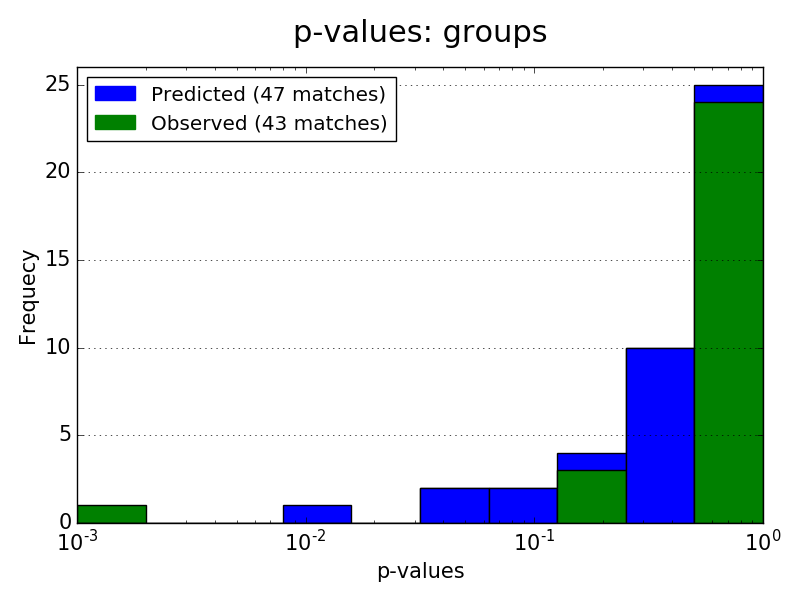 p-values: groups
Predicted (47 matches)
Observed (43 matches)
25
20
15
10
5
0
Frequecy
10^-3 10^-2 10^-1 10^0
p-values